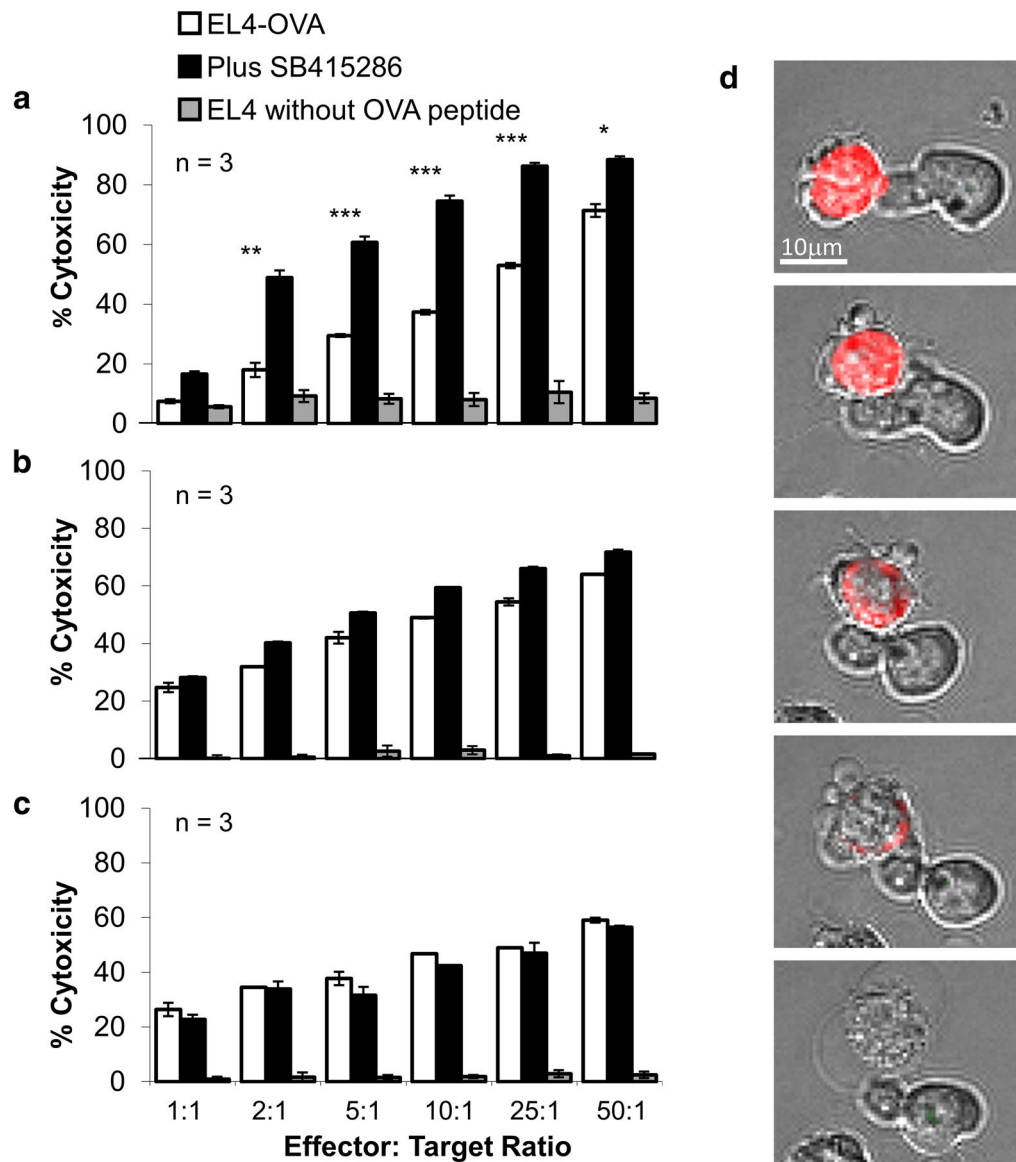 EL4-OVA
Plus SB415286
EL4 without OVA peptide
a
n = 3
% Cytoxicity
100
80
60
40
20
0
**
***
***
***
*
b
n = 3
% Cytoxicity
100
80
60
40
20
0
c
n = 3
% Cytoxicity
100
80
60
40
20
0
1:1
2:1
5:1
10:1
25:1
50:1
Effector: Target Ratio
d
10μm